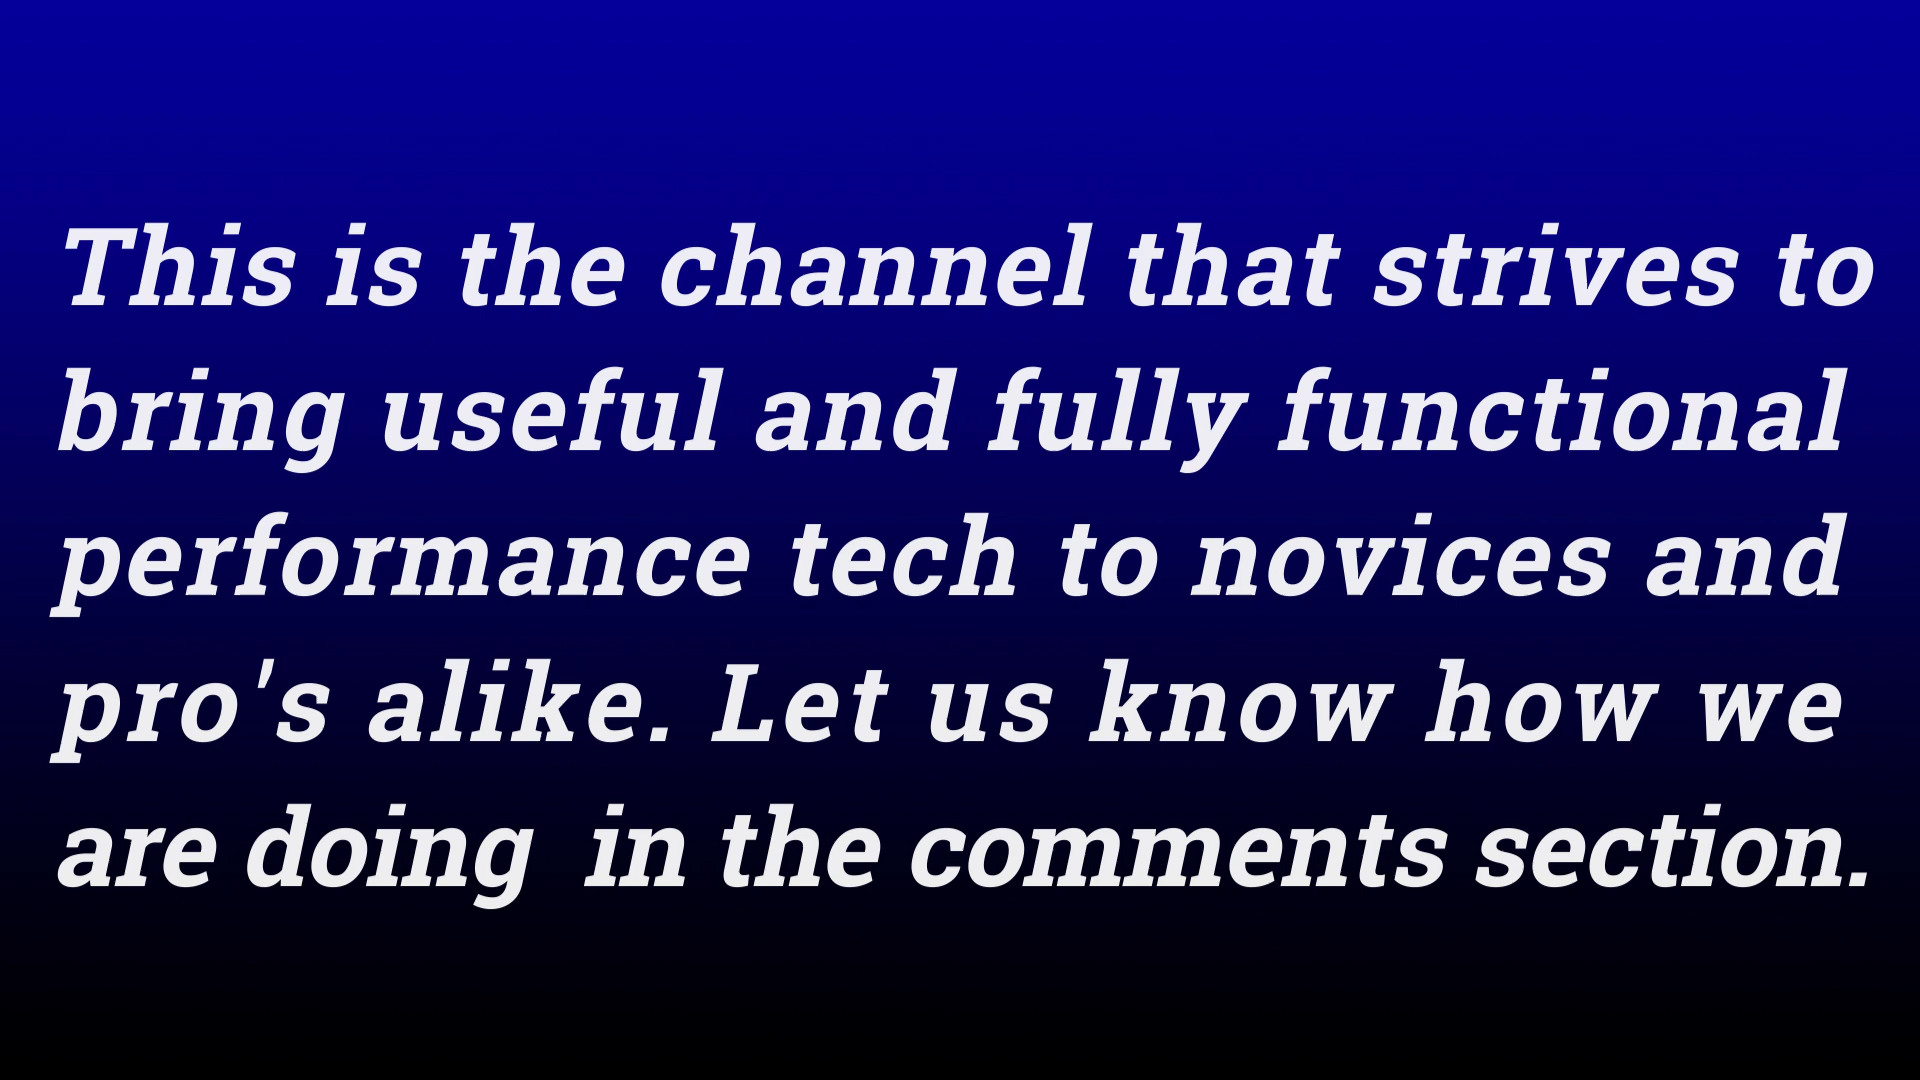 This is the channel that strives to
bring useful and fully functional
performance tech to novices and
pro's alike. Let us know how we
are doing  in the comments section.